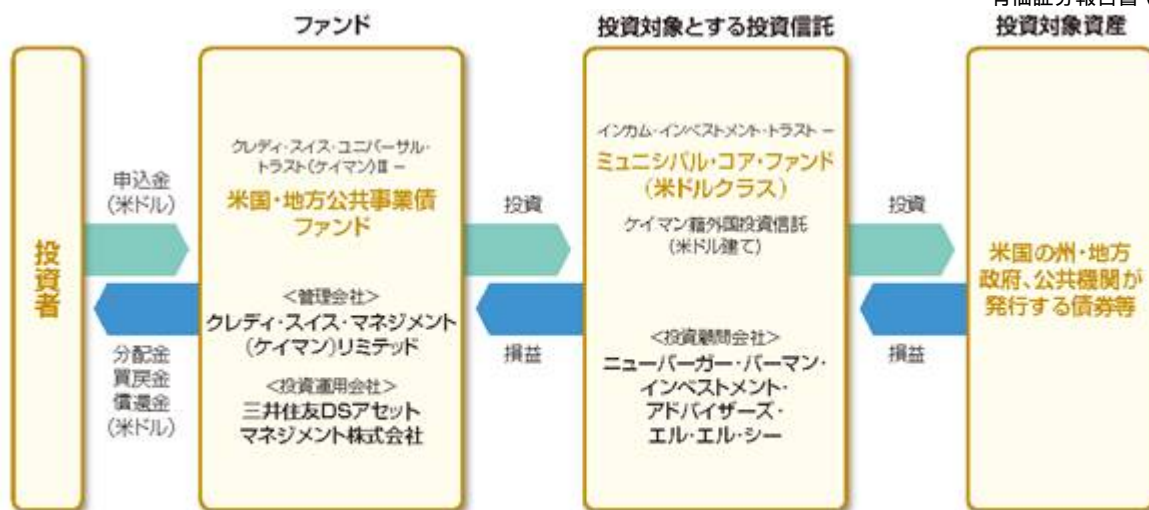 有価証券報告書（
ファンド
投資対象とする投資信託
投資対象資産
投資者
申込金
(米ドル)
分配金
買戻金
償還金
(米ドル)
クレディ・スイス・ユニバーサル・
トラスト(ケイマン)Ⅲ －
米国・地方公共事業債
ファンド
<管理会社>
クレディ・スイス・マネジメント
(ケイマン)リミテッド
<投資運用会社>
三井住友DSアセット
マネジメント株式会社
投資
損益
インカム・インベストメント・トラスト －
ミュニシパル・コア・ファンド
(米ドルクラス)
ケイマン籍外国投資信託
(米ドル建て)
<投資顧問会社>
ニューバーガー・バーマン・
インベストメント・
アドバイザーズ・
エル・エル・シー
投資
損益
米国の州・地方
政府、公共機関が
発行する債券等